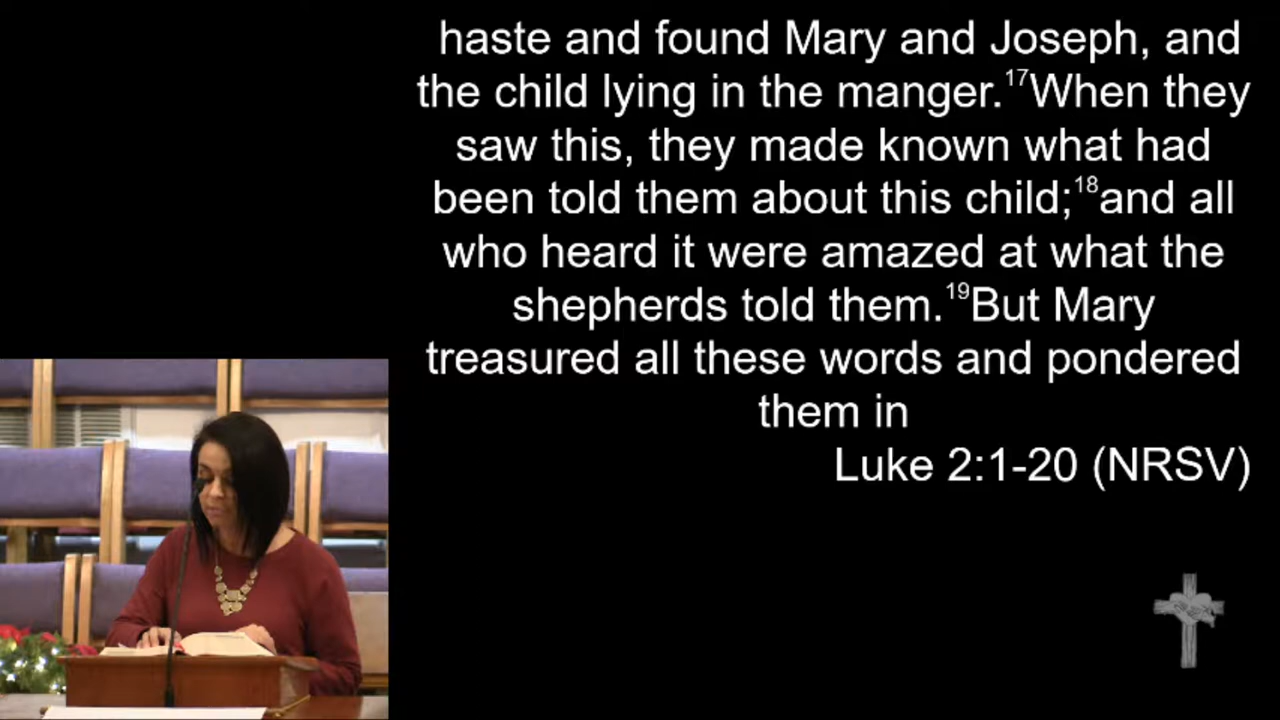 haste and found Mary and Joseph, and
the child lying in the manger.¹⁷When they
saw this, they made known what had
been told them about this child;¹⁸and all
who heard it were amazed at what the
shepherds told them.¹⁹But Mary
treasured all these words and pondered
them in
Luke 2:1-20 (NRSV)